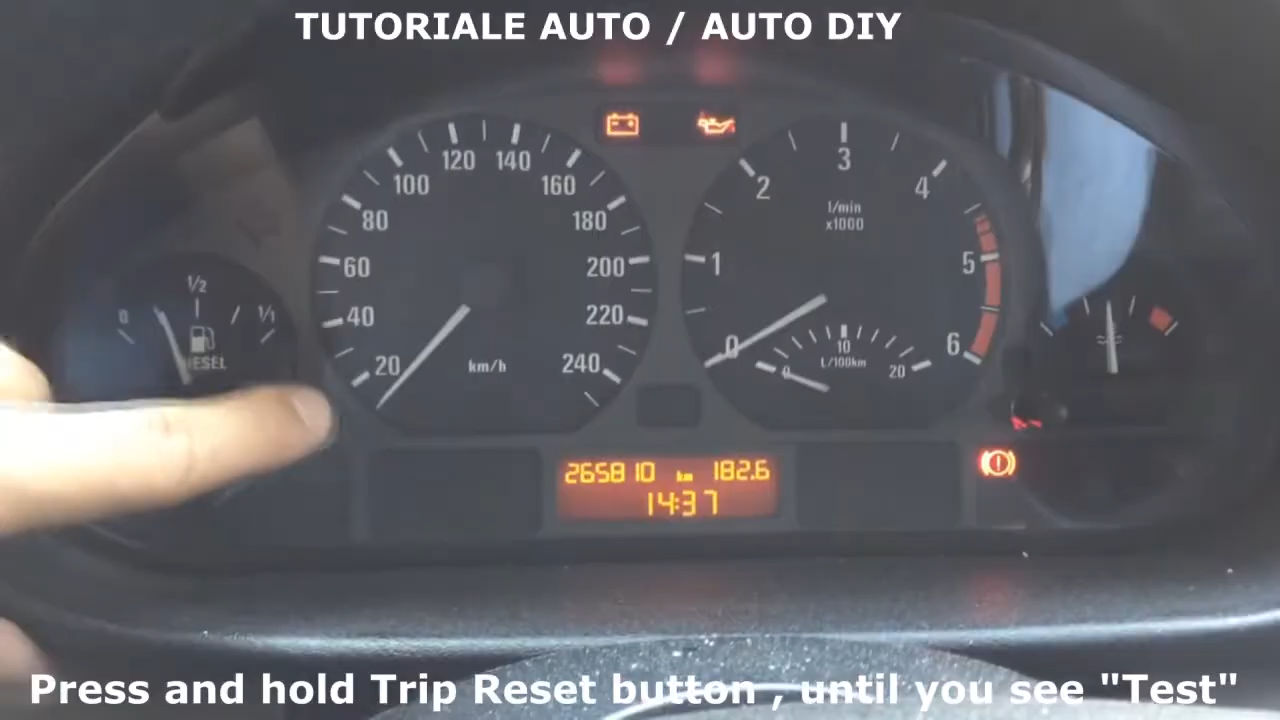 TUTORIALE AUTO / AUTO DIY
120 140
100 160
80 180
60 200
40 220
20 240
km/h
3
2 4
1 5
0 6
1/min
x1000
10
0 20
L/100km
1/2
0 1/1
DIESEL
265810 km 182.6
14:37
Press and hold Trip Reset button , until you see "Test"